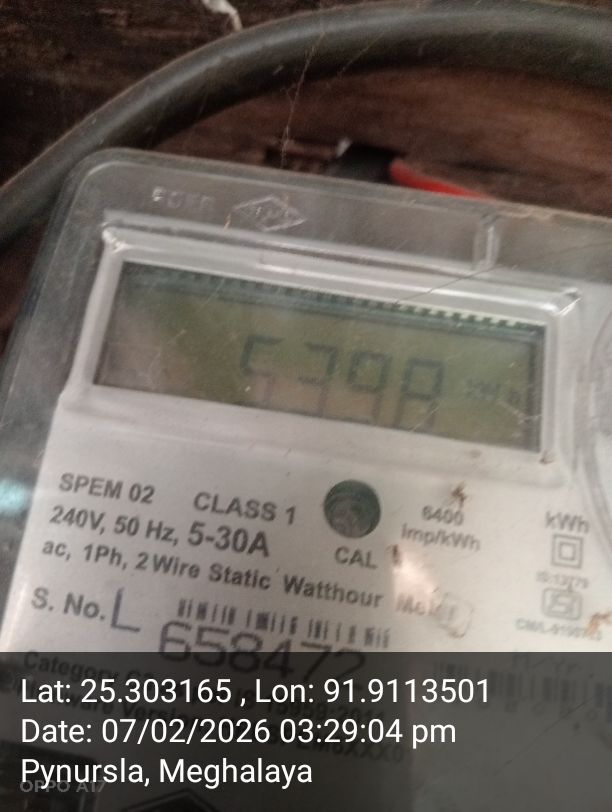 5398
SPEM 02 CLASS 1
240V, 50 Hz, 5-30A
6400
imp/kWh
kWh
CAL
ac, 1Ph, 2 Wire Static Watthour Meter
S. No. L
658472
Lat: 25.303165 , Lon: 91.9113501
Date: 07/02/2026 03:29:04 pm
Pynursla, Meghalaya
OPPO A17